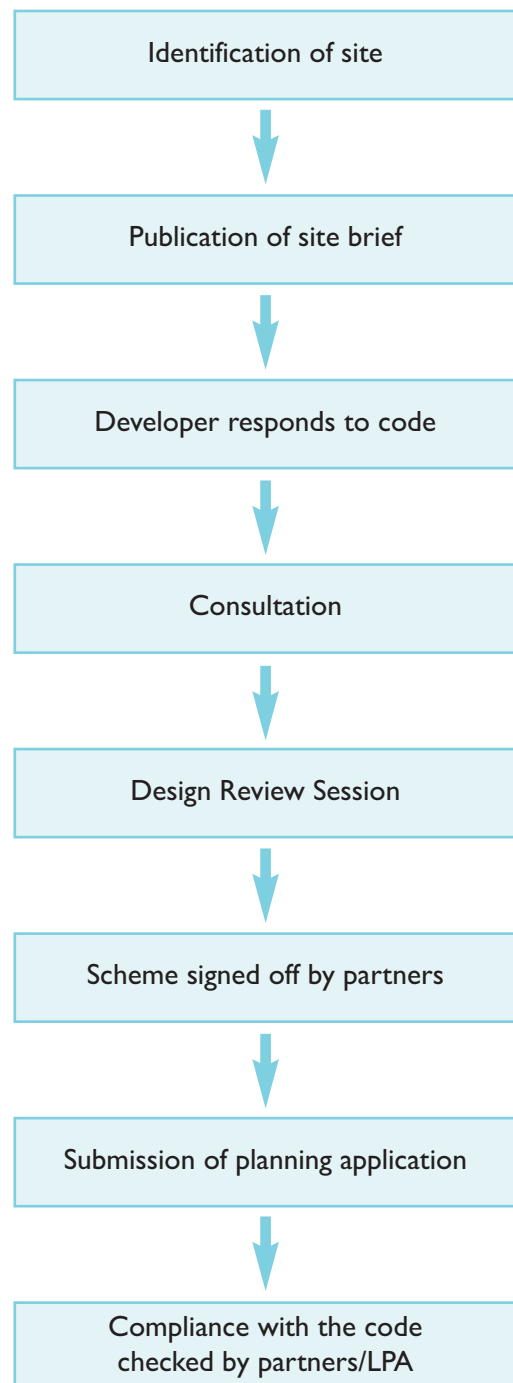 Identification of site
Publication of site brief
Developer responds to code
Consultation
Design Review Session
Scheme signed off by partners
Submission of planning application
Compliance with the code
checked by partners/LPA